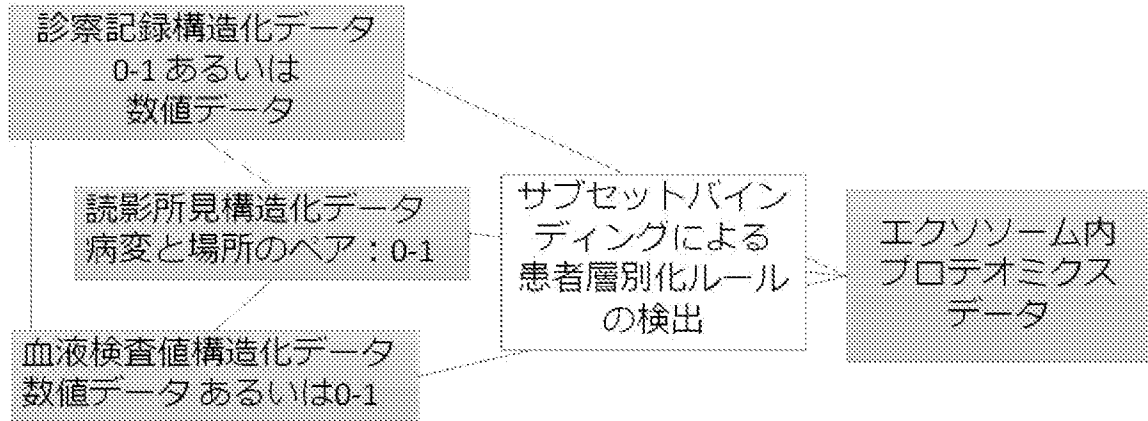 診察記録構造化データ
0-1 あるいは
数値データ
読影所見構造化データ
病変と場所のペア：0-1
血液検査値構造化データ
数値データ あるいは0-1
サブセットバイン
ディングによる
患者層別化ルール
の検出
エクソソーム内
プロテオミクス
データ